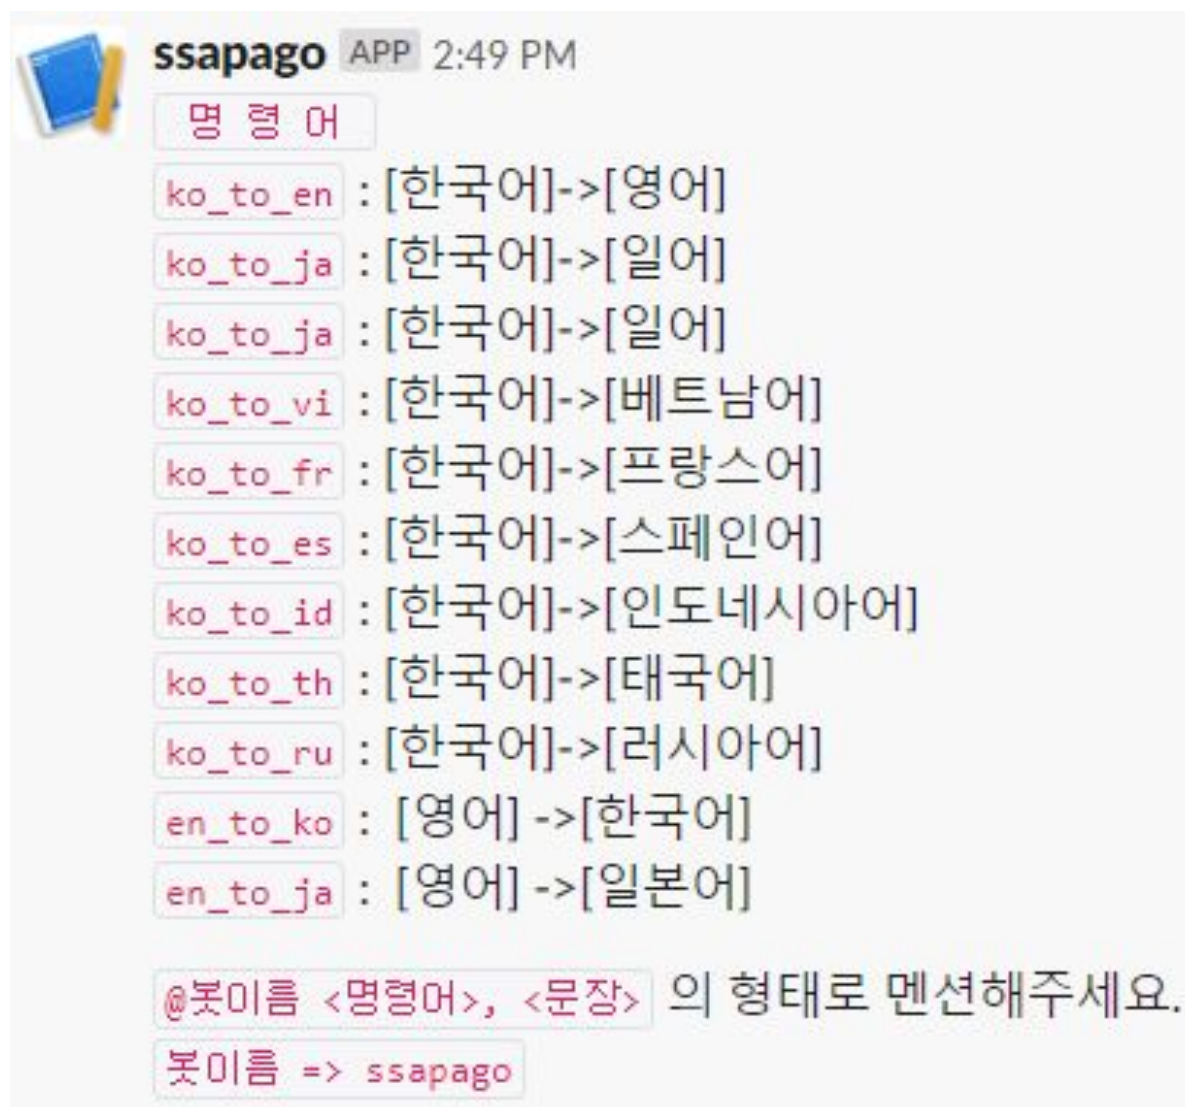 ssapago APP 2:49 PM
명 령 어
ko_to_en : [한국어]->[영어]
ko_to_ja : [한국어]->[일어]
ko_to_ja : [한국어]->[일어]
ko_to_vi : [한국어]->[베트남어]
ko_to_fr : [한국어]->[프랑스어]
ko_to_es : [한국어]->[스페인어]
ko_to_id : [한국어]->[인도네시아어]
ko_to_th : [한국어]->[태국어]
ko_to_ru : [한국어]->[러시아어]
en_to_ko : [영어] ->[한국어]
en_to_ja : [영어] ->[일본어]
@봇이름 <명령어>, <문장> 의 형태로 멘션해주세요.
봇이름 => ssapago